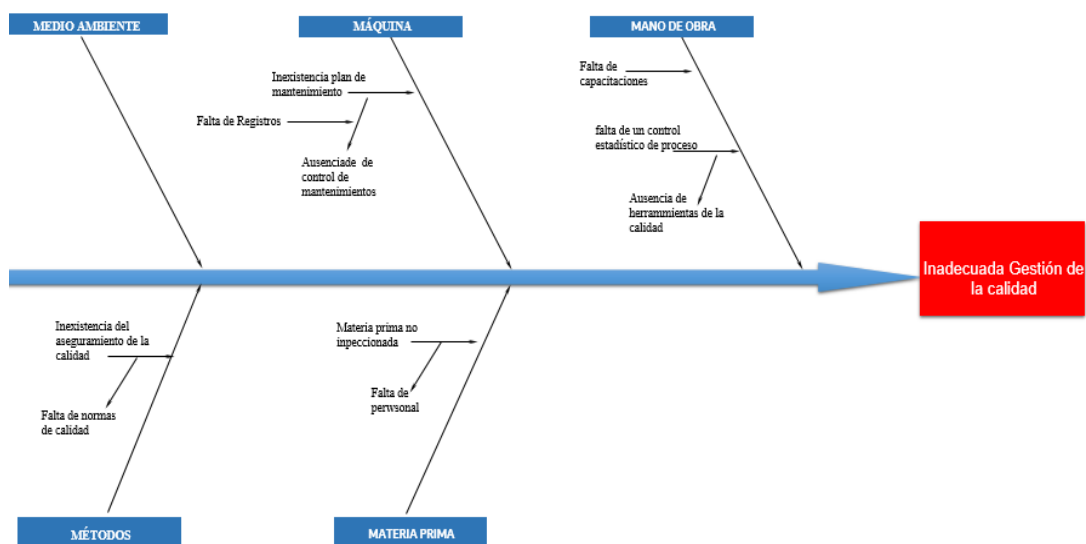 MEDIO AMBIENTE
MÁQUINA
MANO DE OBRA
Inexistencia plan de
mantenimiento
Falta de Registros
Ausenciade de
control de
mantenimientos
Falta de
capacitaciones
falta de un control
estadístico de proceso
Ausencia de
herrammientas de la
calidad
Inadecuada Gestión de
la calidad
Inexistencia del
aseguramiento de la
calidad
Falta de normas
de calidad
Materia prima no
inpeccionada
Falta de
perwsonal
MÉTODOS
MATERIA PRIMA